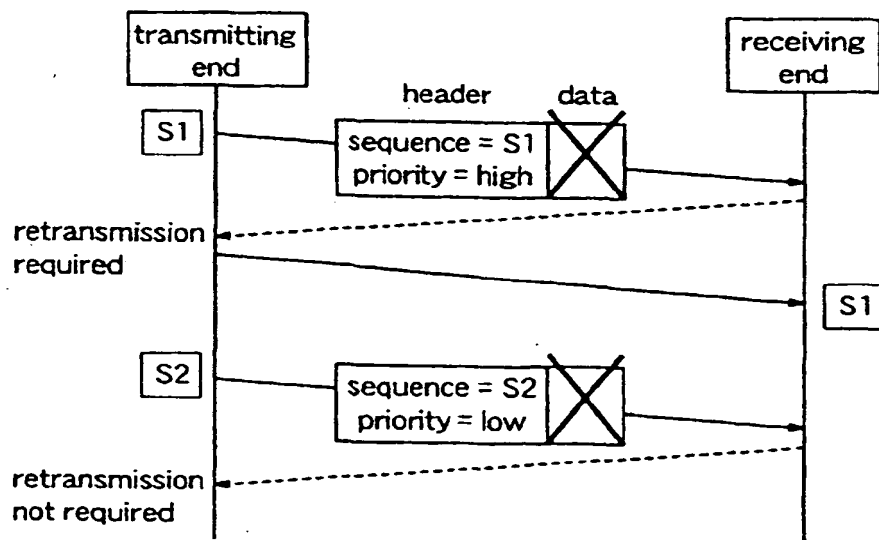 transmitting
end
receiving
end
header
data
S1
sequence = S1
priority = high
retransmission
required
S1
S2
sequence = S2
priority = low
retransmission
not required